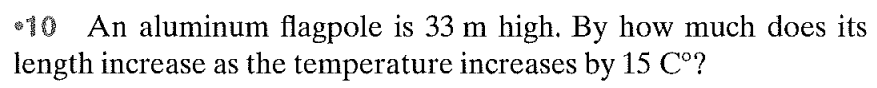 •10 An aluminum flagpole is 33 m high. By how much does its
length increase as the temperature increases by 15 C°?